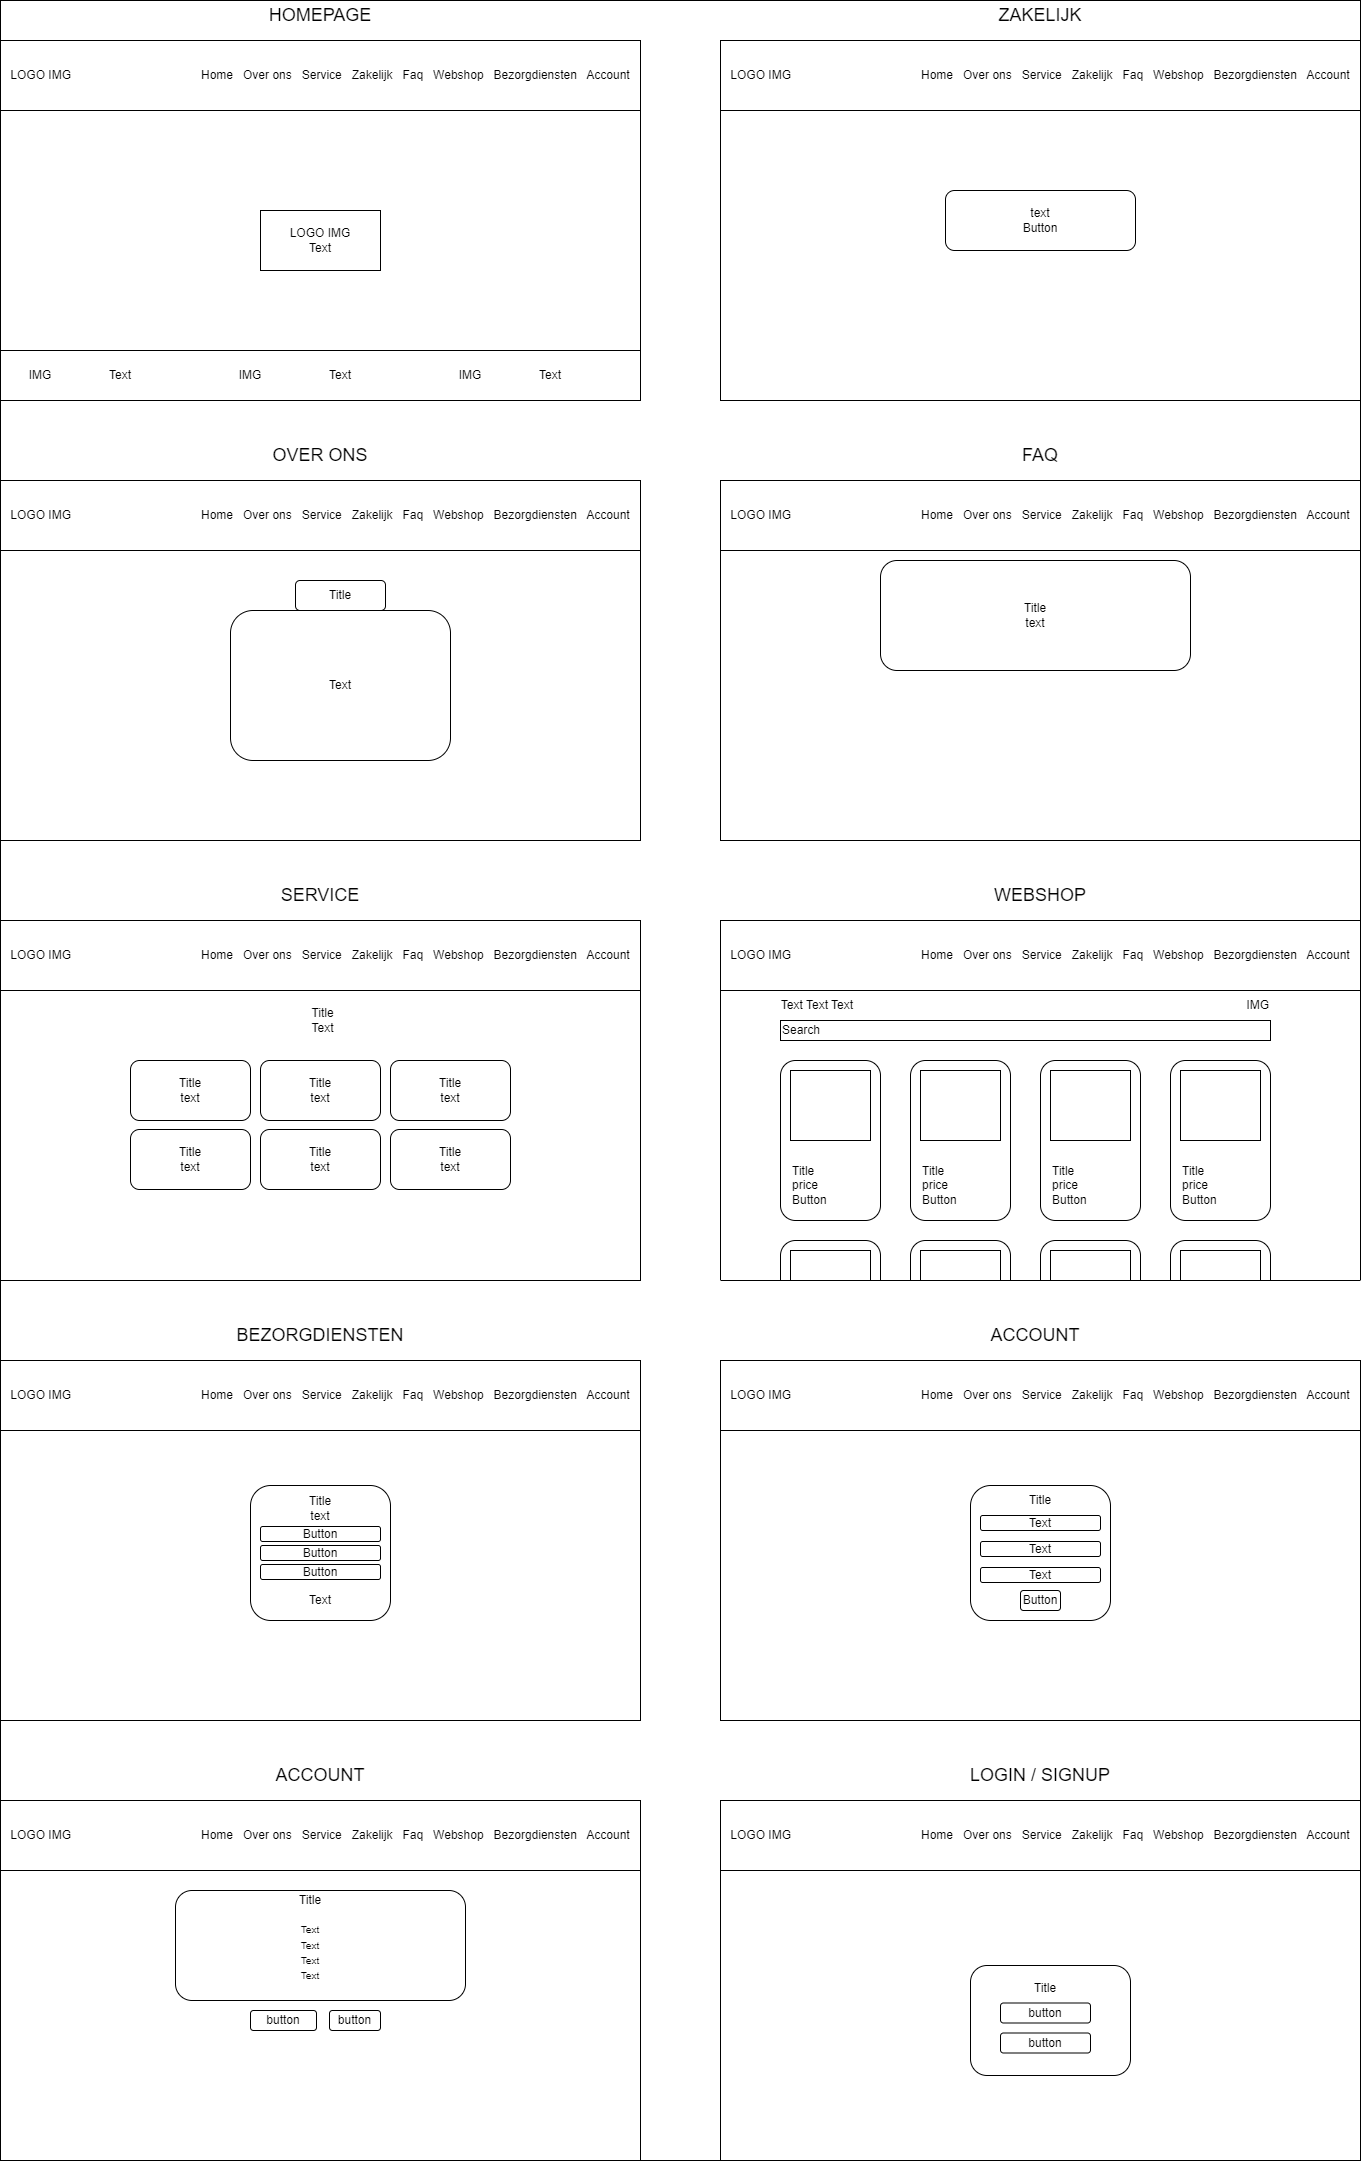 HOMEPAGE
LOGO IMG Home Over ons Service Zakelijk Faq Webshop Bezorgdiensten Account
LOGO IMG
Text
IMG Text IMG Text IMG Text
ZAKELIJK
LOGO IMG Home Over ons Service Zakelijk Faq Webshop Bezorgdiensten Account
text
Button
OVER ONS
LOGO IMG Home Over ons Service Zakelijk Faq Webshop Bezorgdiensten Account
Title
Text
FAQ
LOGO IMG Home Over ons Service Zakelijk Faq Webshop Bezorgdiensten Account
Title
text
SERVICE
LOGO IMG Home Over ons Service Zakelijk Faq Webshop Bezorgdiensten Account
Title
Text
Title Title Title
text text text
Title Title Title
text text text
WEBSHOP
LOGO IMG Home Over ons Service Zakelijk Faq Webshop Bezorgdiensten Account
Text Text Text IMG
Search
Title Title Title Title
price price price price
Button Button Button Button
BEZORGDIENSTEN
LOGO IMG Home Over ons Service Zakelijk Faq Webshop Bezorgdiensten Account
Title
text
Button
Button
Button
Text
ACCOUNT
LOGO IMG Home Over ons Service Zakelijk Faq Webshop Bezorgdiensten Account
Title
Text
Text
Text
Button
ACCOUNT
LOGO IMG Home Over ons Service Zakelijk Faq Webshop Bezorgdiensten Account
Title
Text
Text
Text
Text
button button
LOGIN / SIGNUP
LOGO IMG Home Over ons Service Zakelijk Faq Webshop Bezorgdiensten Account
Title
button
button